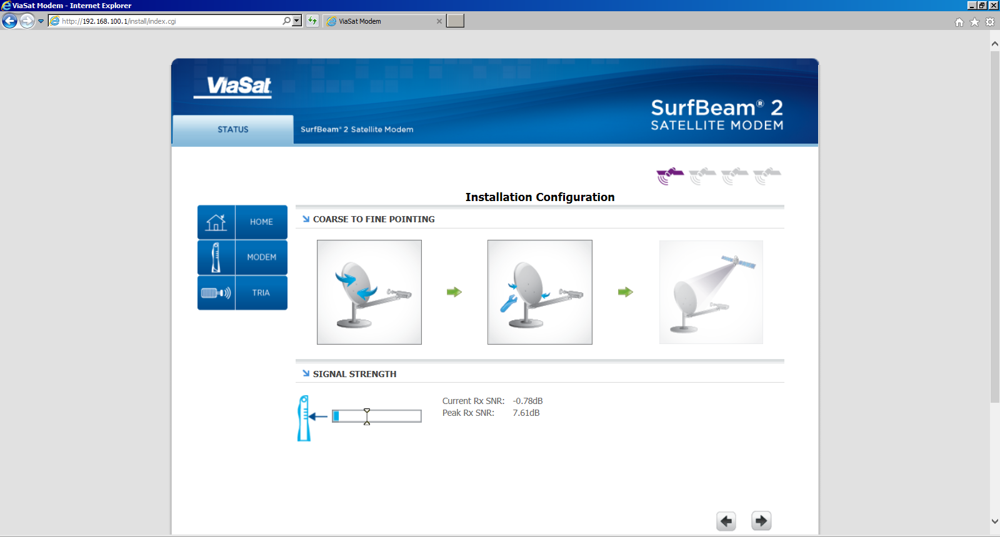 ViaSat Modem - Internet Explorer
http://192.168.100.1/install/index.cgi
ViaSat Modem
ViaSat
SurfBeam® 2
SATELLITE MODEM
STATUS
SurfBeam® 2 Satellite Modem
Installation Configuration
HOME
MODEM
TRIA
COARSE TO FINE POINTING
SIGNAL STRENGTH
Current Rx SNR: -0.78dB
Peak Rx SNR: 7.61dB